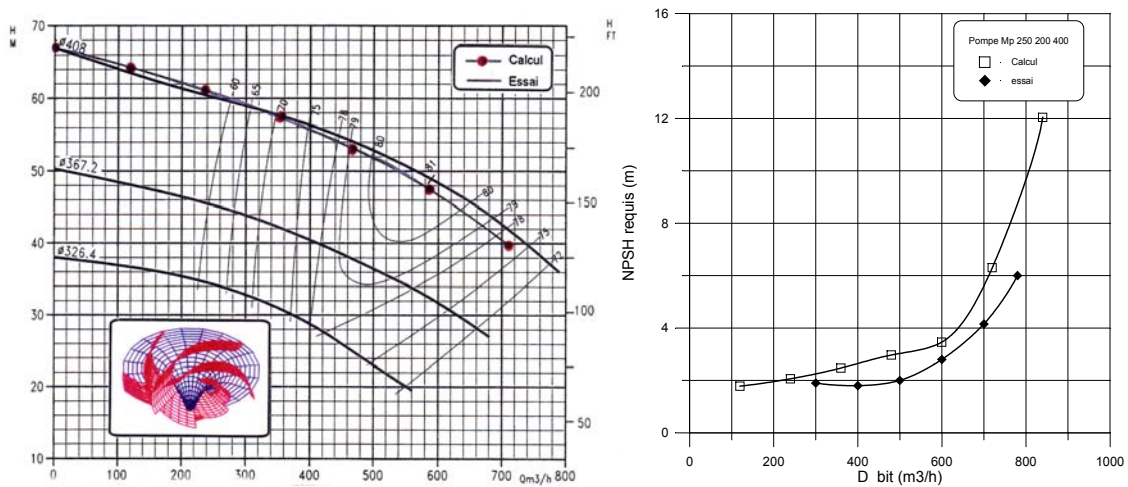 H
M
70
60
50
40
30
20
10
ø408
ø367.2
ø326.4
60
65
70
75
78
79
80
81
80
79
78
75
72
Calcul
Essai
H
FT
200
150
100
50
0
100
200
300
400
500
600
700
800
Qm3/h
16
12
8
4
0
NPSH requis (m)
Pompe Mp 250 200 400
Calcul
essai
0
200
400
600
800
1000
D bit (m3/h)